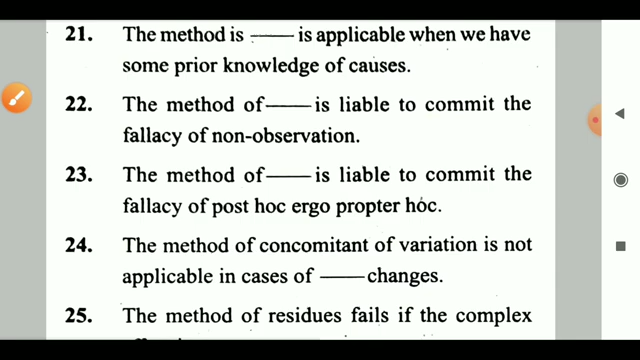 21. The method is —— is applicable when we have
some prior knowledge of causes.
22. The method of —— is liable to commit the
fallacy of non-observation.
23. The method of —— is liable to commit the
fallacy of post hoc ergo propter hoc.
24. The method of concomitant of variation is not
applicable in cases of —— changes.
25. The method of residues fails if the complex